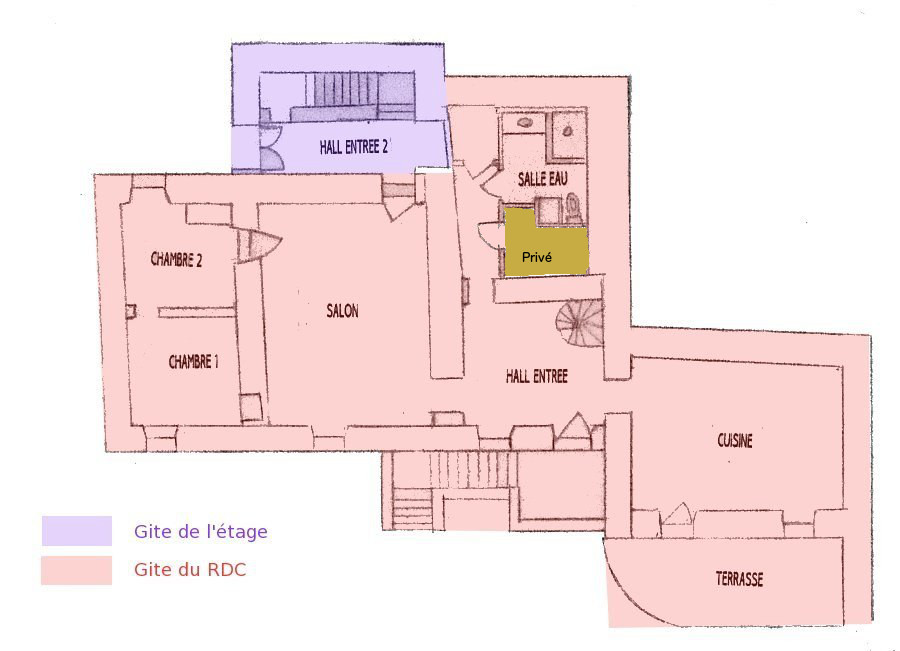 HALL ENTREE 2
SALLE EAU
CHAMBRE 2
Privé
SALON
CHAMBRE 1
HALL ENTREE
CUISINE
Gite de l'étage
Gite du RDC
TERRASSE